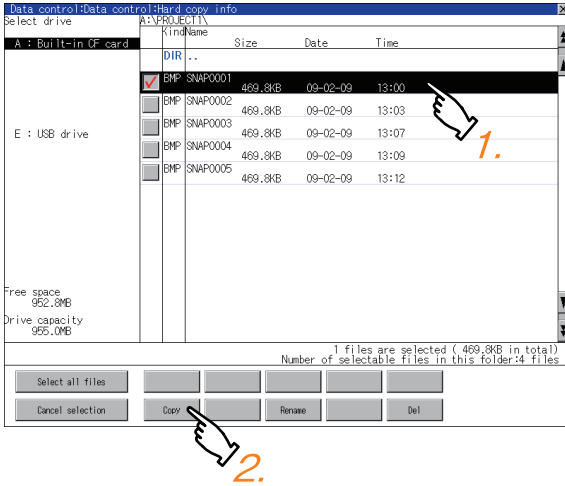 Data control:Data control:Hard copy info
Select drive
A:\PROJECT1\
Kind Name Size Date Time
A : Built-in CF card
DIR ..
BMP SNAP0001 469.8KB 09-02-09 13:00
BMP SNAP0002 469.8KB 09-02-09 13:03
BMP SNAP0003 469.8KB 09-02-09 13:07
E : USB drive
1.
BMP SNAP0004 469.8KB 09-02-09 13:09
BMP SNAP0005 469.8KB 09-02-09 13:12
Free space
952.8MB
Drive capacity
955.0MB
1 files are selected ( 469.8KB in total)
Number of selectable files in this folder:4 files
Select all files
Cancel selection Copy Rename Del
2.